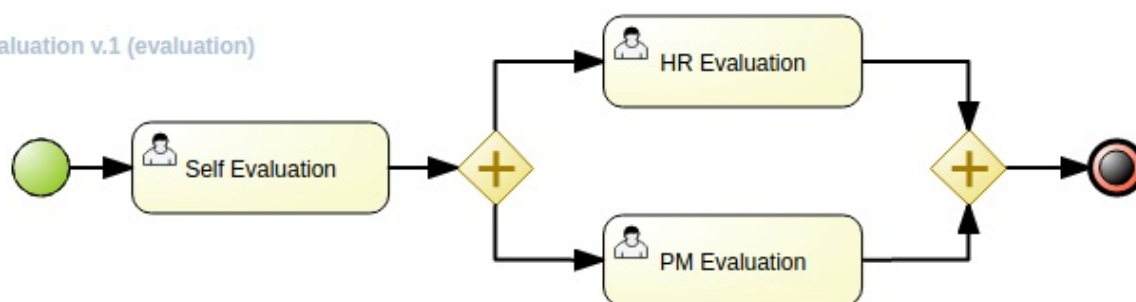 aluation v.1 (evaluation)
HR Evaluation
Self Evaluation
PM Evaluation